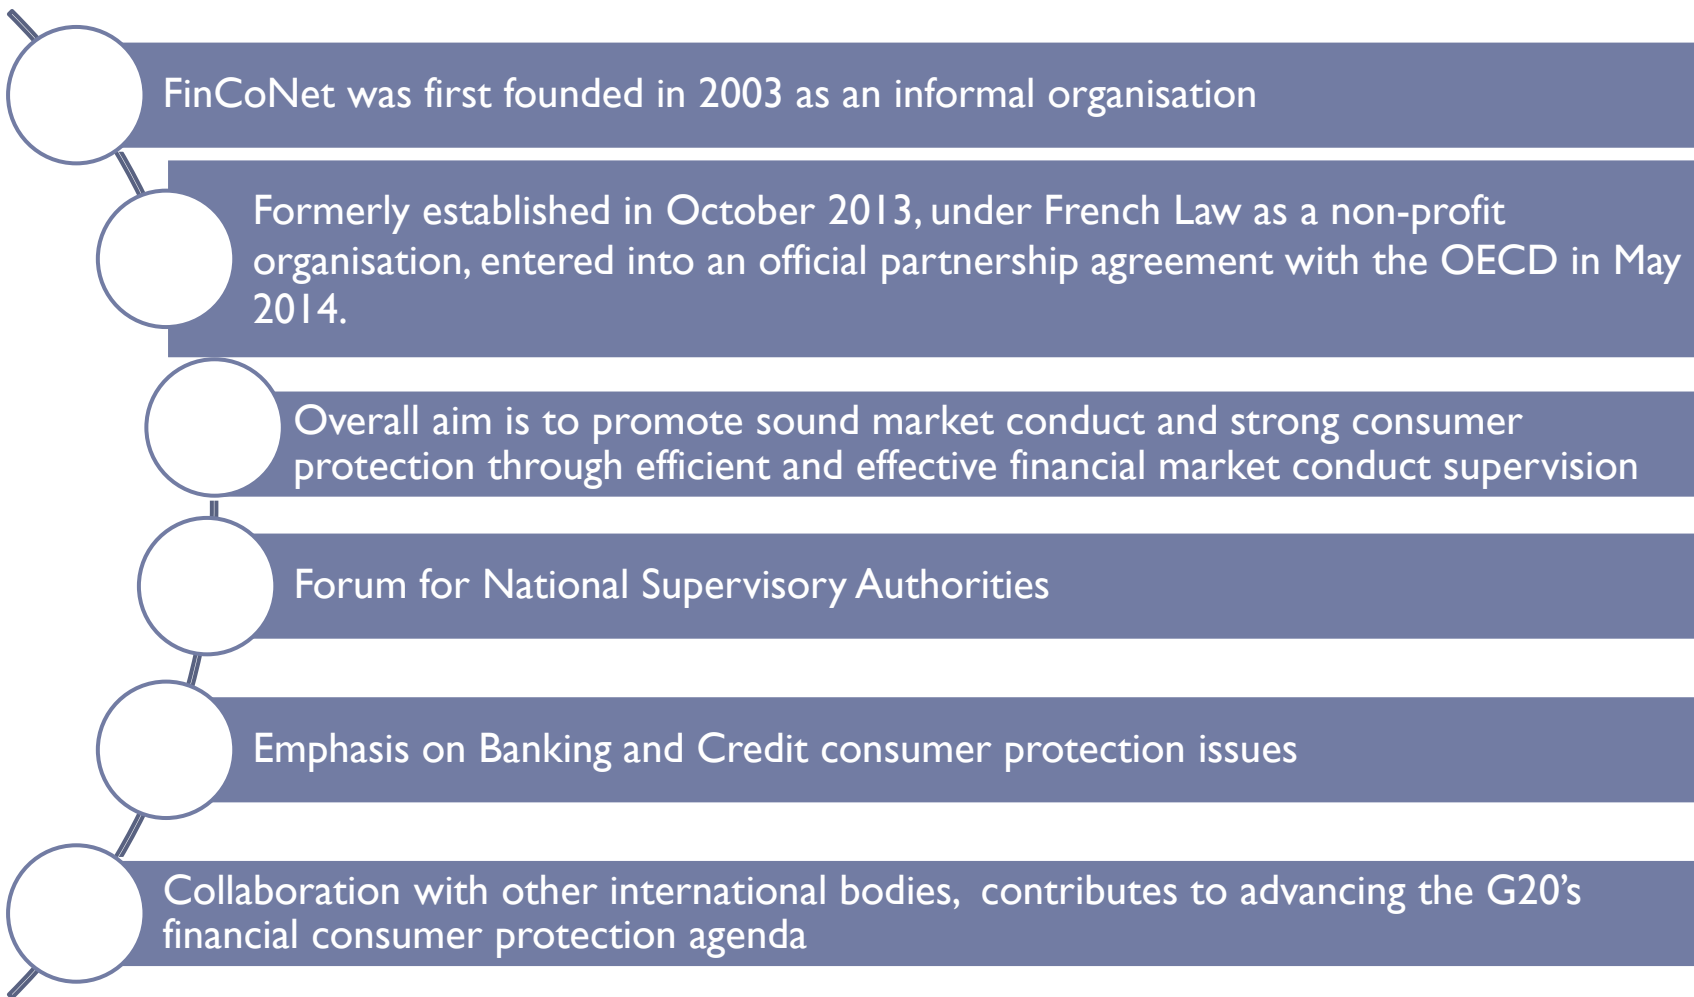 FinCoNet was first founded in 2003 as an informal organisation
Formerly established in October 2013, under French Law as a non-profit
organisation, entered into an official partnership agreement with the OECD in May
2014.
Overall aim is to promote sound market conduct and strong consumer
protection through efficient and effective financial market conduct supervision
Forum for National Supervisory Authorities
Emphasis on Banking and Credit consumer protection issues
Collaboration with other international bodies,  contributes to advancing the G20’s
financial consumer protection agenda